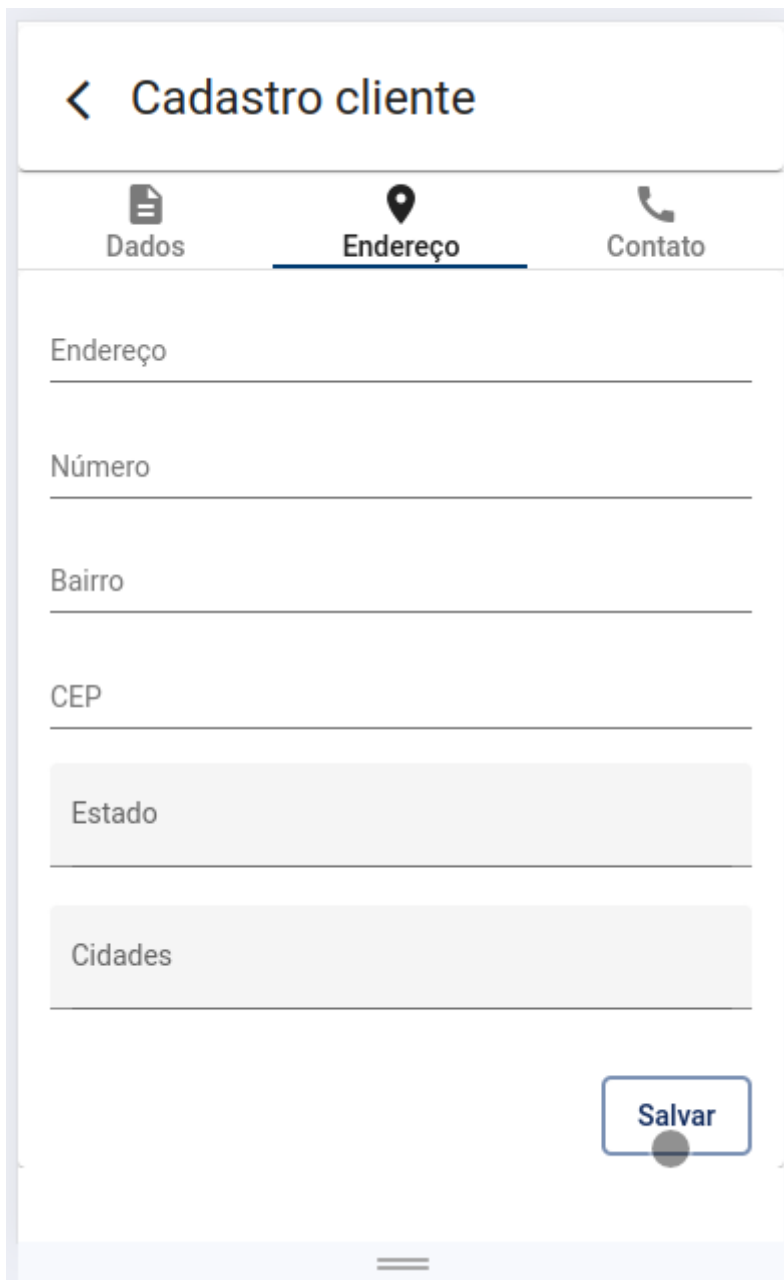 Cadastro cliente
Dados Endereço Contato
Endereço
Número
Bairro
CEP
Estado
Cidades
Salvar